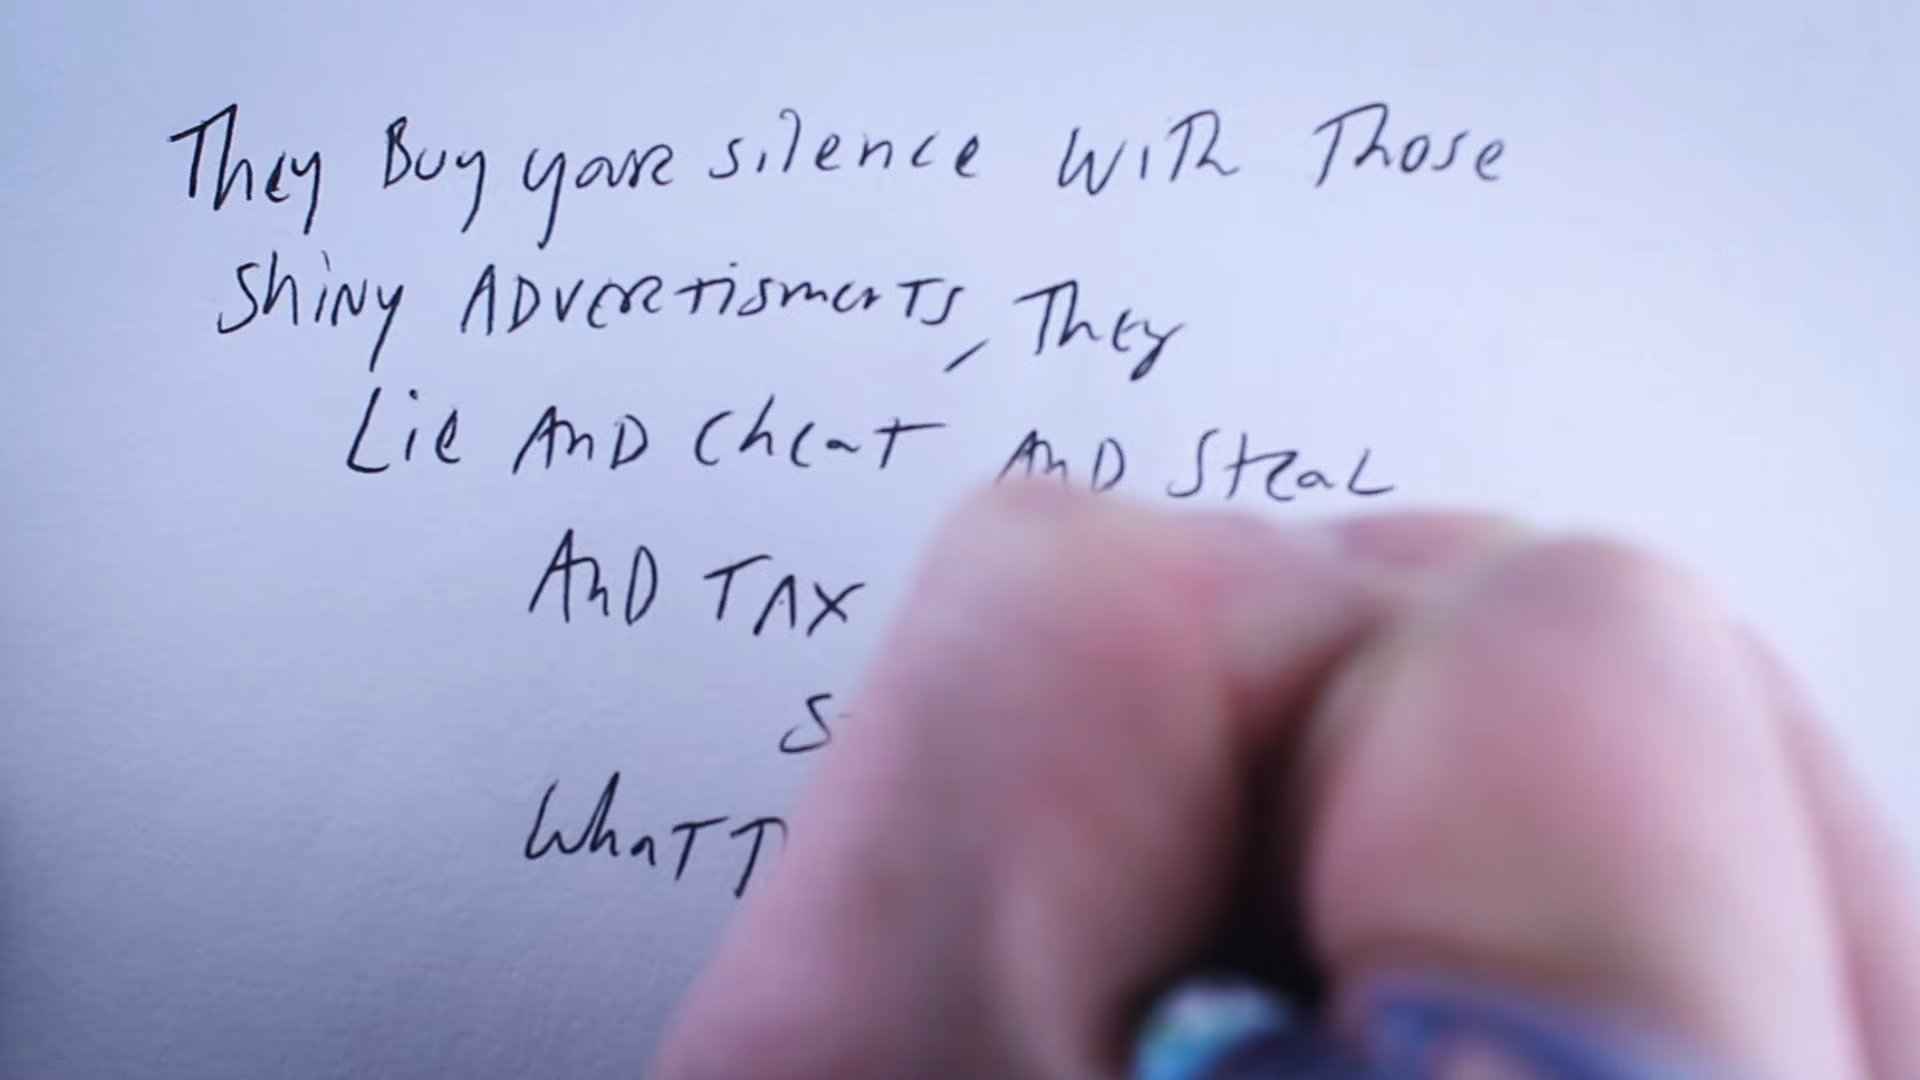 They Buy your silence with Those
Shiny Advertisments, They
Lie And Cheat And Steal
And Tax
What